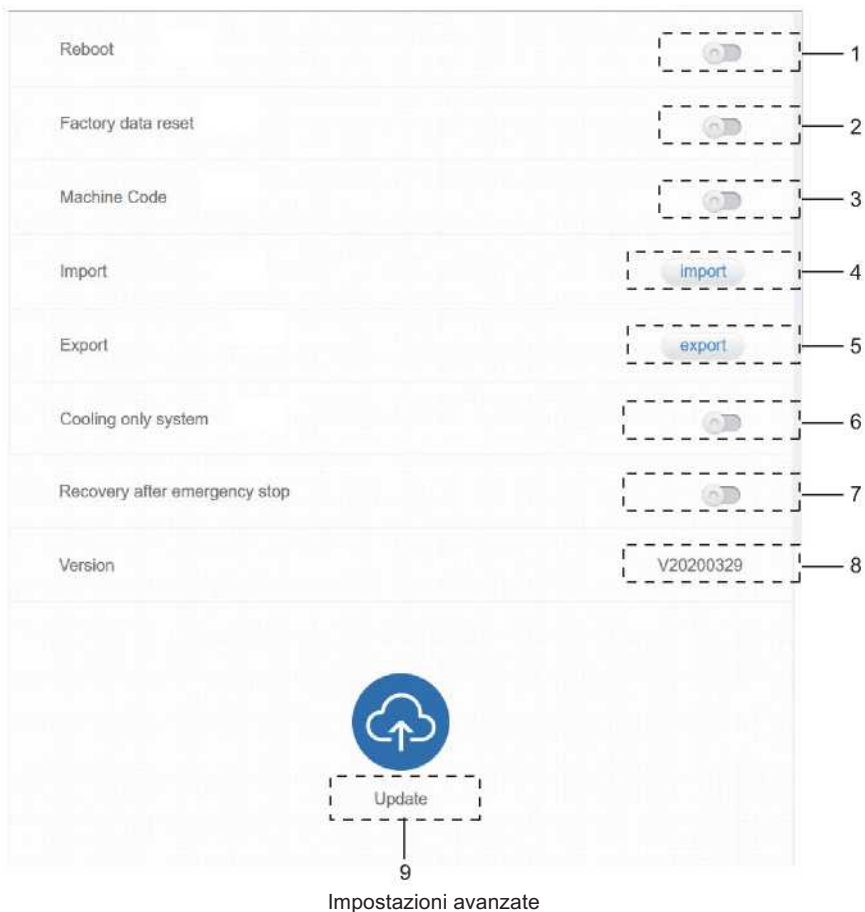 Reboot 1
Factory data reset 2
Machine Code 3
Import import 4
Export export 5
Cooling only system 6
Recovery after emergency stop 7
Version V20200329 8
Update
9
Impostazioni avanzate